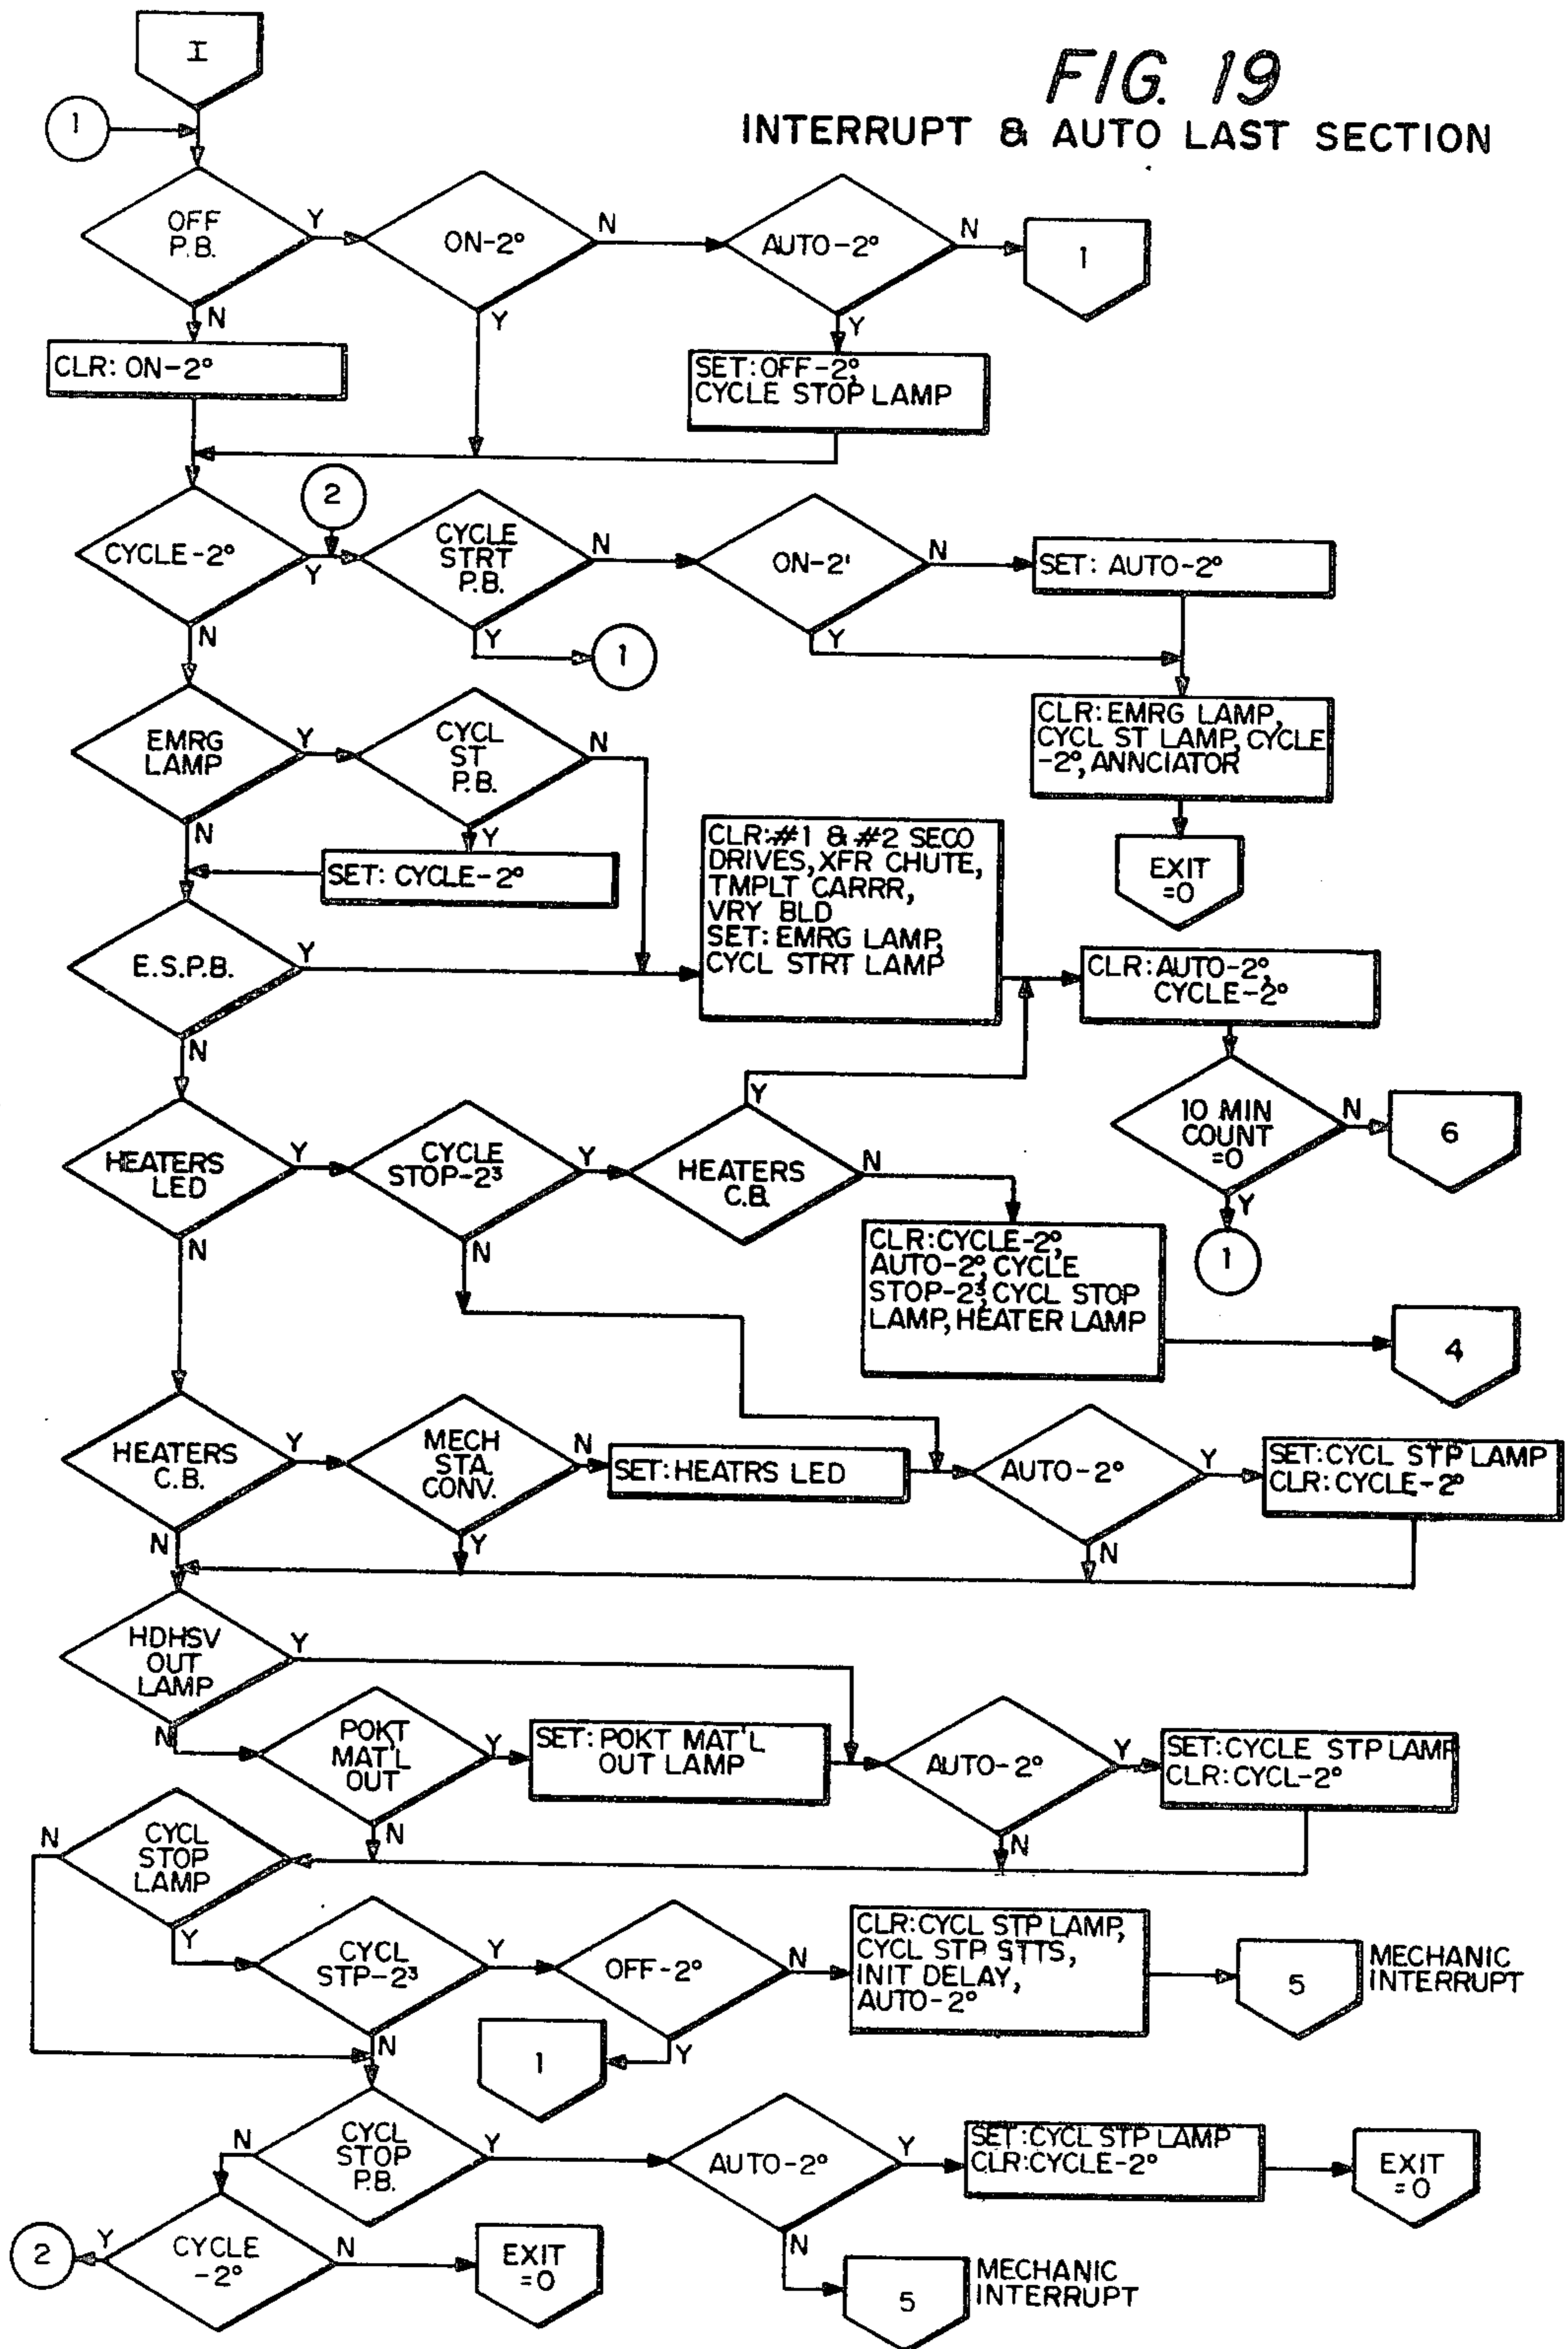 FIG. 19
INTERRUPT & AUTO LAST SECTION
I
1
OFF
P.B.
Y
N
ON-2°
N
Y
AUTO-2°
N
Y
1
CLR: ON-2°
SET: OFF-2°,
CYCLE STOP LAMP
CYCLE-2°
Y
N
2
CYCLE
STRT
P.B.
N
Y
1
ON-2'
N
Y
SET: AUTO-2°
CLR: EMRG LAMP,
CYCL ST LAMP, CYCLE
-2°, ANNCIATOR
EXIT
=0
EMRG
LAMP
Y
N
CYCL
ST
P.B.
N
Y
SET: CYCLE-2°
E.S.P.B.
Y
N
CLR: #1 & #2 SECO
DRIVES, XFR CHUTE,
TMPLT CARRR,
VRY BLD
SET: EMRG LAMP,
CYCL STRT LAMP
CLR: AUTO-2°,
CYCLE-2°
10 MIN
COUNT
=0
N
Y
6
1
HEATERS
LED
Y
N
CYCLE
STOP-2³
Y
N
HEATERS
C.B.
Y
N
CLR: CYCLE-2°,
AUTO-2°, CYCLE
STOP-2³, CYCL STOP
LAMP, HEATER LAMP
4
HEATERS
C.B.
Y
N
MECH
STA.
CONV.
N
Y
SET: HEATRS LED
AUTO-2°
Y
N
SET: CYCL STP LAMP
CLR: CYCLE-2°
HDHSV
OUT
LAMP
Y
N
POKT
MAT'L
OUT
Y
N
SET: POKT MAT'L
OUT LAMP
AUTO-2°
Y
N
SET: CYCLE STP LAMP
CLR: CYCL-2°
CYCL
STOP
LAMP
N
Y
CYCL
STP-2³
Y
N
OFF-2°
N
Y
1
CLR: CYCL STP LAMP,
CYCL STP STTS,
INIT DELAY,
AUTO-2°
5
MECHANIC
INTERRUPT
CYCL
STOP
P.B.
N
Y
AUTO-2°
Y
N
SET: CYCL STP LAMP
CLR: CYCLE-2°
EXIT
=0
2
Y
CYCLE
-2°
N
EXIT
=0
5
MECHANIC
INTERRUPT